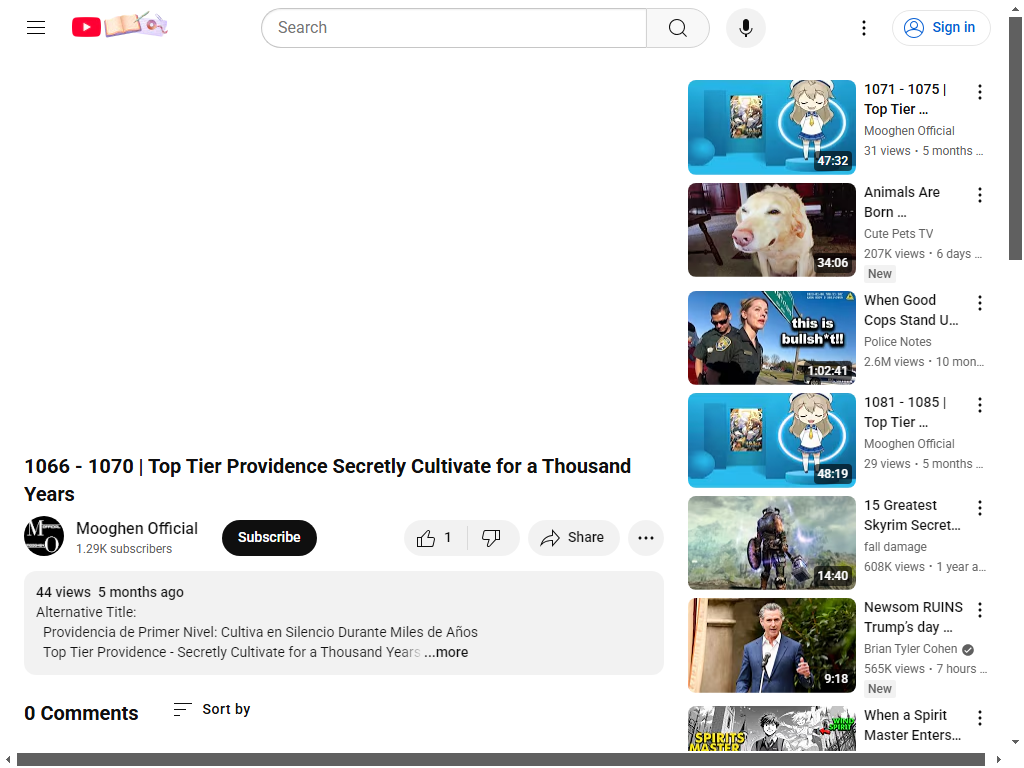 Search
Sign in
1066 - 1070 | Top Tier Providence Secretly Cultivate for a Thousand
Years
Mooghen Official
1.29K subscribers
Subscribe
1
Share
44 views 5 months ago
Alternative Title:
Providencia de Primer Nivel: Cultiva en Silencio Durante Miles de Años
Top Tier Providence - Secretly Cultivate for a Thousand Years ...more
0 Comments
Sort by
47:32
1071 - 1075 |
Top Tier ...
Mooghen Official
31 views • 5 months ...
34:06
Animals Are
Born ...
Cute Pets TV
207K views • 6 days ...
New
this is
bullsh*t!!
1:02:41
When Good
Cops Stand U...
Police Notes
2.6M views • 10 mon...
48:19
1081 - 1085 |
Top Tier ...
Mooghen Official
29 views • 5 months ...
14:40
15 Greatest
Skyrim Secret...
fall damage
608K views • 1 year a...
9:18
Newsom RUINS
Trump's day ...
Brian Tyler Cohen
565K views • 7 hours ...
New
SPIRITS
MASTER
When a Spirit
Master Enters...